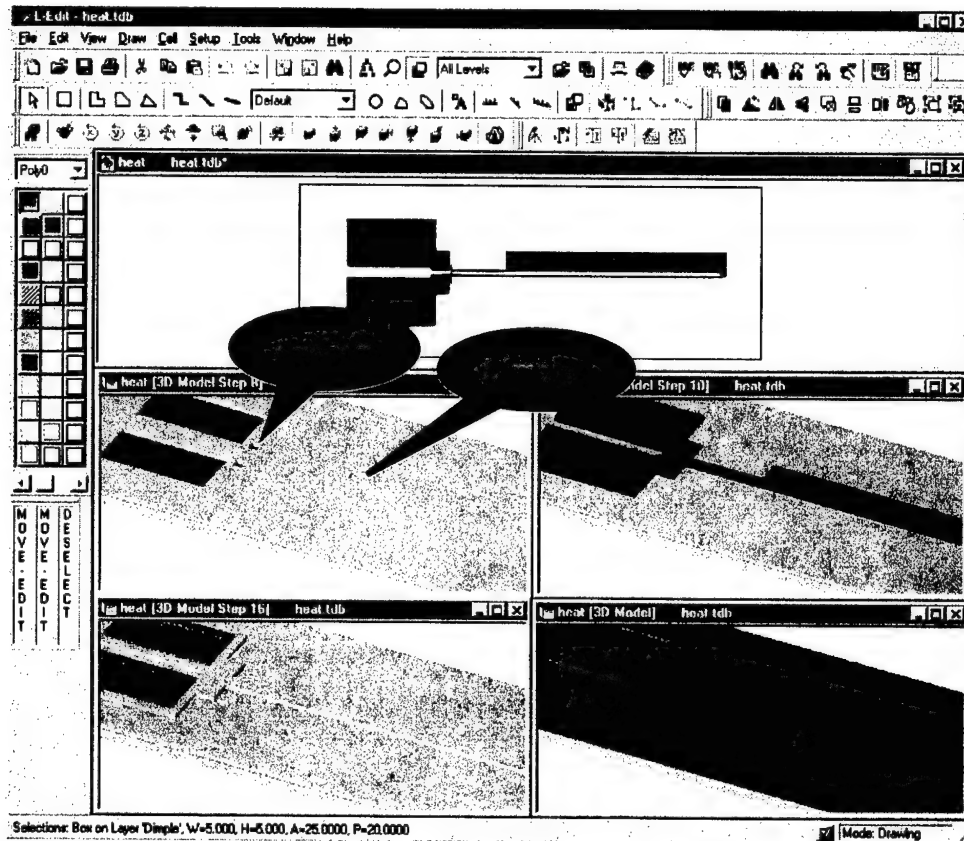 L-Edit - heat.tdb
File Edit View Draw Cell Setup Tools Window Help
All Levels
Default
Poly0
heat heat.tdb*
heat [3D Model Step 8]
odel Step 10] heat.tdb
heat [3D Model Step 16] heat.tdb
heat [3D Model] heat.tdb
MOVE-EDIT
MOVE-EDIT
DESELECT
Selections: Box on Layer 'Dimple', W=5.000, H=5.000, A=25.0000, P=20.0000
Mode: Drawing